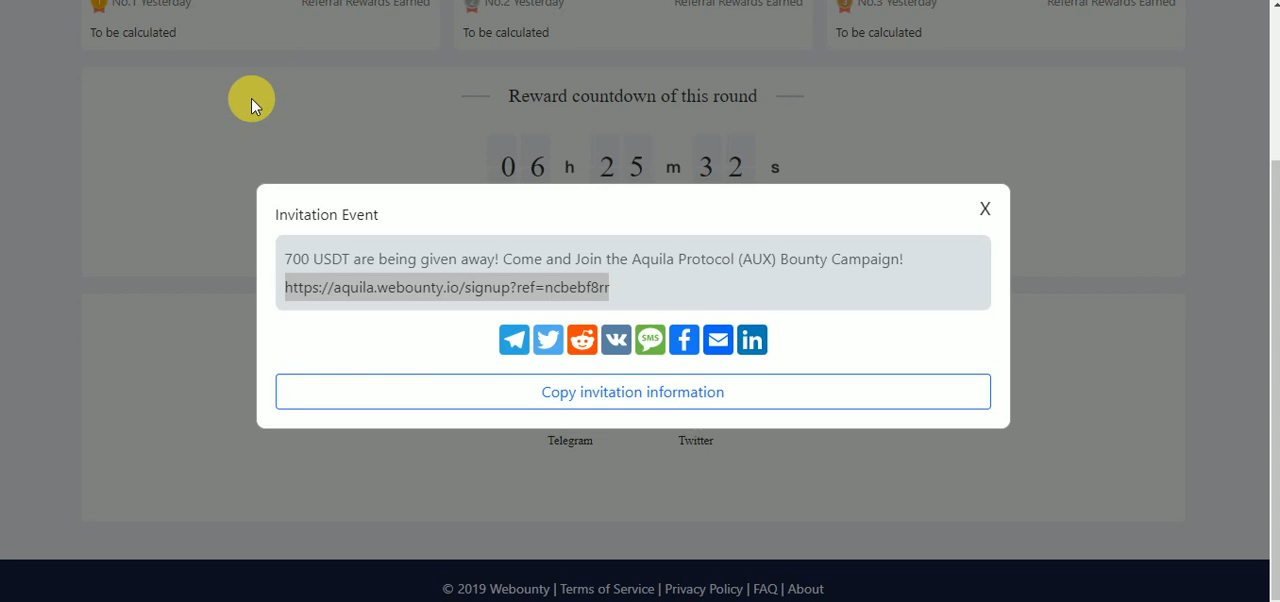 No.1 Yesterday Referral Rewards Earned No.2 Yesterday Referral Rewards Earned No.3 Yesterday Referral Rewards Earned
To be calculated To be calculated To be calculated
Reward countdown of this round
06 h 25 m 32 s
Invitation Event X
700 USDT are being given away! Come and Join the Aquila Protocol (AUX) Bounty Campaign!
https://aquila.webounty.io/signup?ref=ncbebf8rr
SMS
Copy invitation information
Telegram Twitter
© 2019 Webounty | Terms of Service | Privacy Policy | FAQ | About